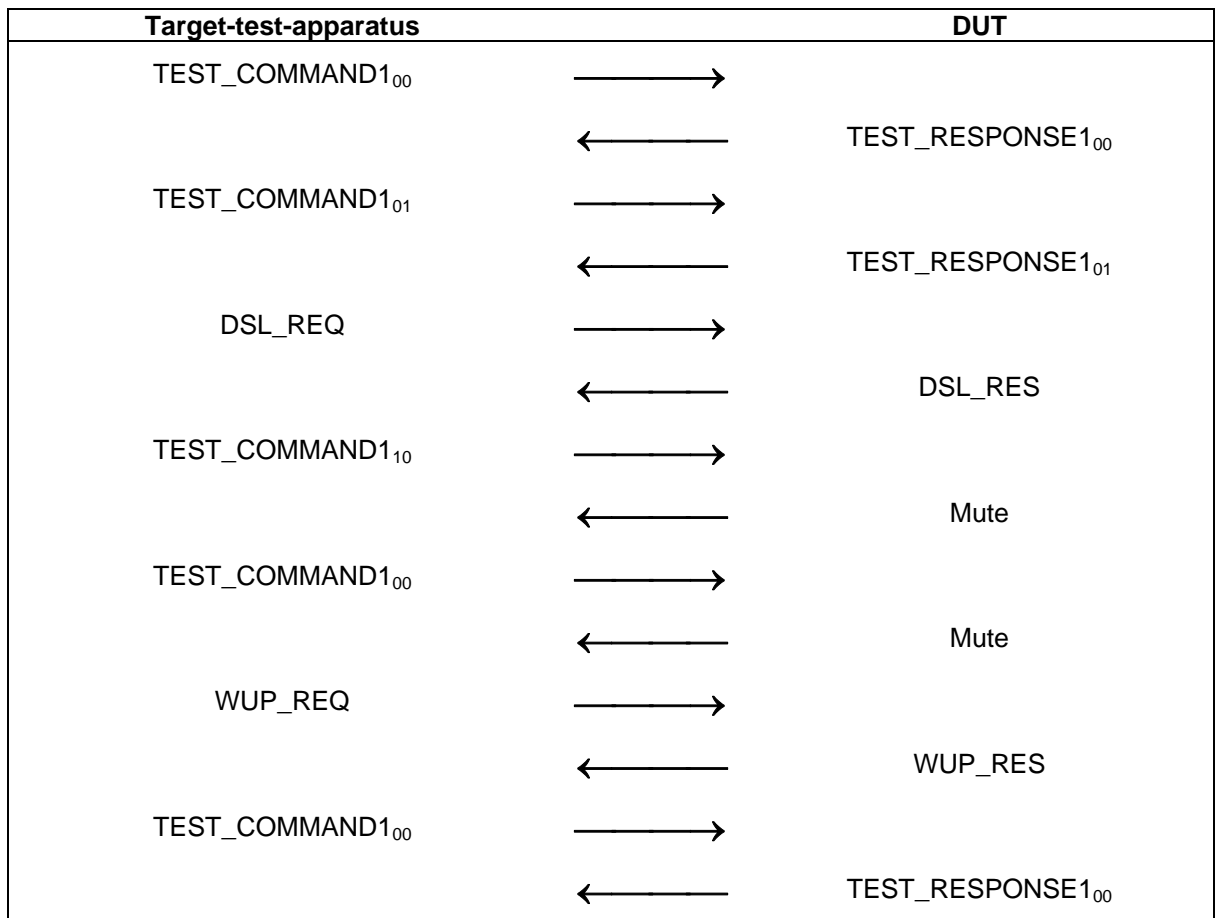 Target-test-apparatus DUT
TEST_COMMAND1₀₀
TEST_RESPONSE1₀₀
TEST_COMMAND1₀₁
TEST_RESPONSE1₀₁
DSL_REQ
DSL_RES
TEST_COMMAND1₁₀
Mute
TEST_COMMAND1₀₀
Mute
WUP_REQ
WUP_RES
TEST_COMMAND1₀₀
TEST_RESPONSE1₀₀